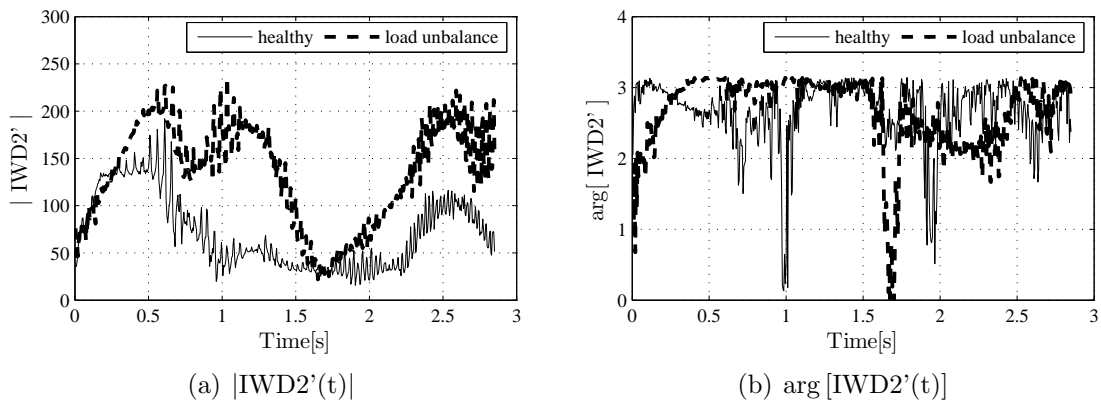 300
250
200
150
100
50
0
0 0.5 1 1.5 2 2.5 3
| IWD2' |
Time[s]
healthy load unbalance
(a) |IWD2'(t)|
4
3
2
1
0
0 0.5 1 1.5 2 2.5 3
arg[ IWD2' ]
Time[s]
healthy load unbalance
(b) arg [IWD2'(t)]